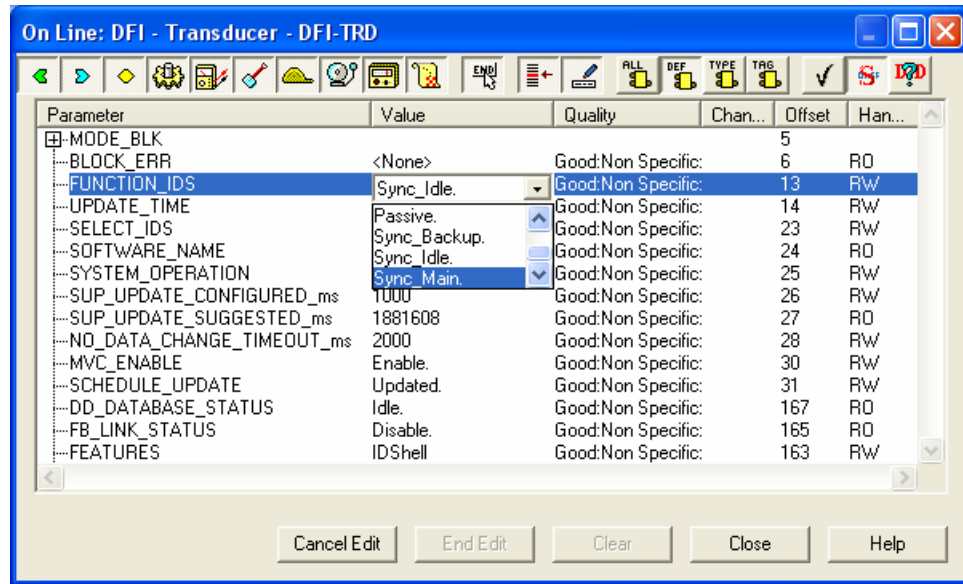 On Line: DFI - Transducer - DFI-TRD
END ALL DEF TYPE TAG S D?D
Parameter Value Quality Chan... Offset Han...
MODE_BLK 5
BLOCK_ERR <None> Good:Non Specific: 6 RO
FUNCTION_IDS Sync_Idle. Good:Non Specific: 13 RW
UPDATE_TIME Passive. Good:Non Specific: 14 RW
SELECT_IDS Sync_Backup. Good:Non Specific: 23 RW
SOFTWARE_NAME Sync_Idle. Good:Non Specific: 24 RO
SYSTEM_OPERATION Sync_Main. Good:Non Specific: 25 RW
SUP_UPDATE_CONFIGURED_ms 1000 Good:Non Specific: 26 RW
SUP_UPDATE_SUGGESTED_ms 1881608 Good:Non Specific: 27 RO
NO_DATA_CHANGE_TIMEOUT_ms 2000 Good:Non Specific: 28 RW
MVC_ENABLE Enable. Good:Non Specific: 30 RW
SCHEDULE_UPDATE Updated. Good:Non Specific: 31 RW
DD_DATABASE_STATUS Idle. Good:Non Specific: 167 RO
FB_LINK_STATUS Disable. Good:Non Specific: 165 RO
FEATURES IDShell Good:Non Specific: 163 RW
Cancel Edit End Edit Clear Close Help